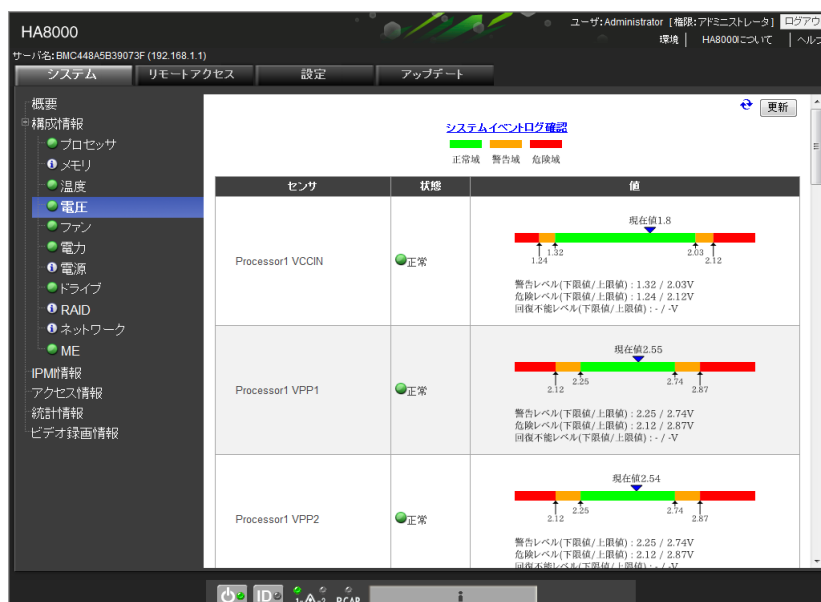 HA8000
ユーザ:Administrator [権限:アドミニストレータ] ログアウ
環境 | HA8000について | ヘルプ
サーバ名:BMC448A5B39073F (192.168.1.1)
システム リモートアクセス 設定 アップデート
概要
構成情報
プロセッサ
メモリ
温度
電圧
ファン
電力
電源
ドライブ
RAID
ネットワーク
ME
IPMI情報
アクセス情報
統計情報
ビデオ録画情報
更新
システムイベントログ確認
正常域 警告域 危険域
センサ 状態 値
Processor1 VCCIN 正常
現在値1.8
1.24 1.32 2.03 2.12
警告レベル(下限値/上限値) : 1.32 / 2.03V
危険レベル(下限値/上限値) : 1.24 / 2.12V
回復不能レベル(下限値/上限値) : - / -V
Processor1 VPP1 正常
現在値2.55
2.12 2.25 2.74 2.87
警告レベル(下限値/上限値) : 2.25 / 2.74V
危険レベル(下限値/上限値) : 2.12 / 2.87V
回復不能レベル(下限値/上限値) : - / -V
Processor1 VPP2 正常
現在値2.54
2.12 2.25 2.74 2.87
警告レベル(下限値/上限値) : 2.25 / 2.74V
危険レベル(下限値/上限値) : 2.12 / 2.87V
回復不能レベル(下限値/上限値) : - / -V
ID